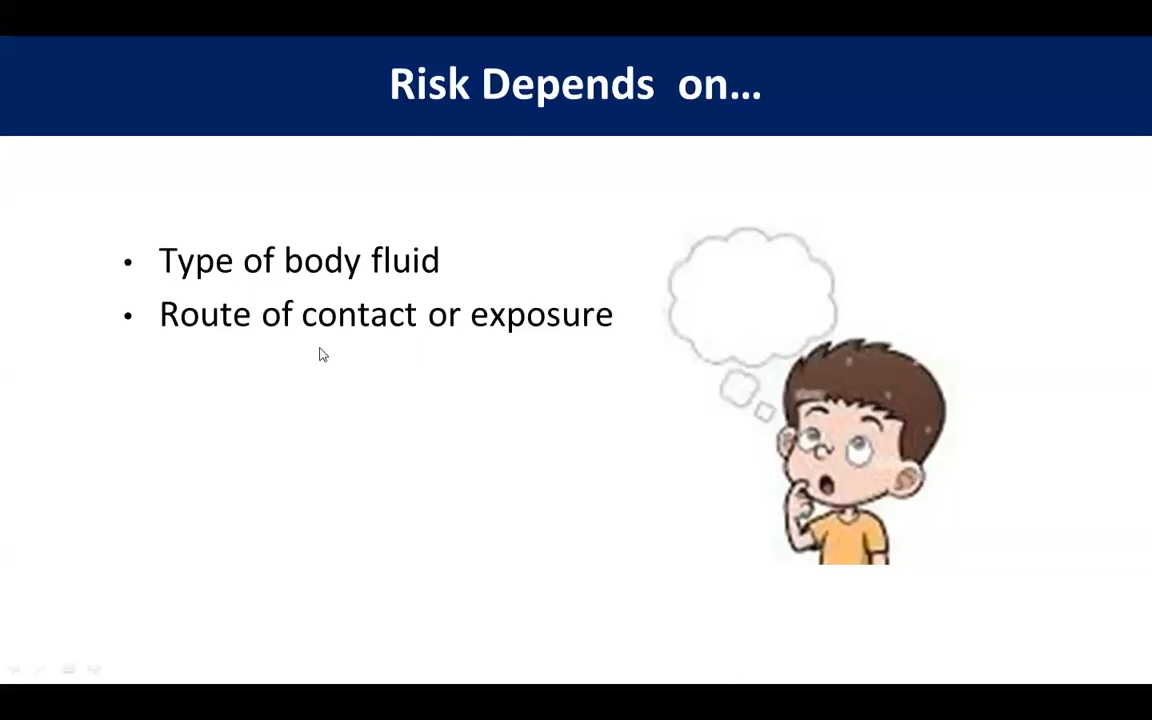 Risk Depends  on...
• Type of body fluid
• Route of contact or exposure